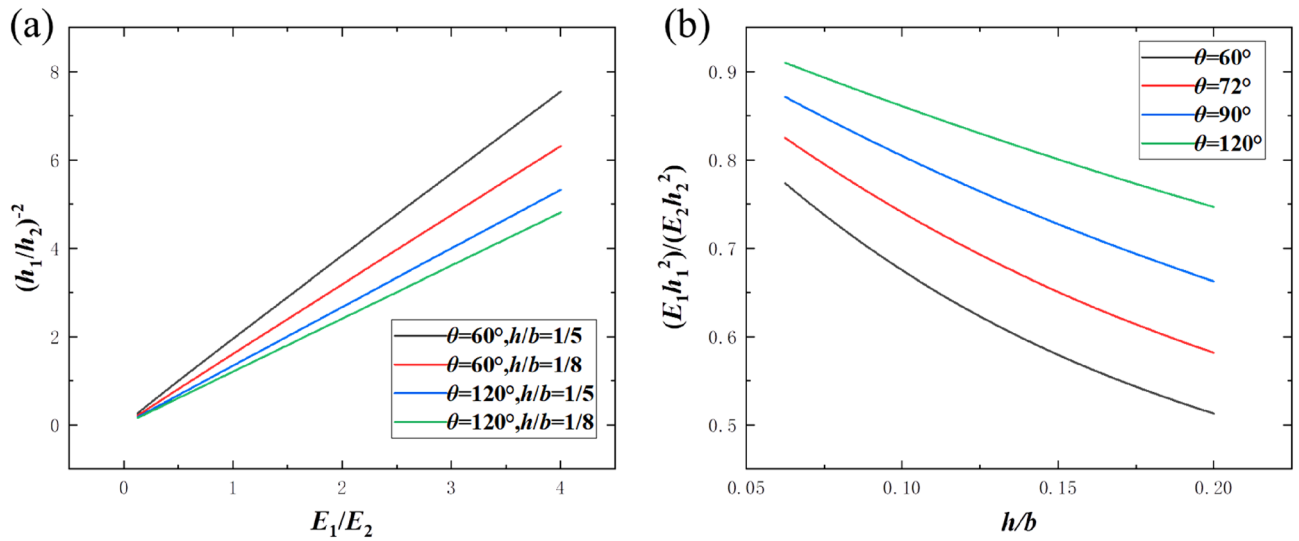 (a)
8
6
4
2
0
(h₁/h₂)⁻²
θ=60°,h/b=1/5
θ=60°,h/b=1/8
θ=120°,h/b=1/5
θ=120°,h/b=1/8
0 1 2 3 4
E₁/E₂
(b)
0.9
0.8
0.7
0.6
0.5
(E₁h₁²)/(E₂h₂²)
θ=60°
θ=72°
θ=90°
θ=120°
0.05 0.10 0.15 0.20
h/b